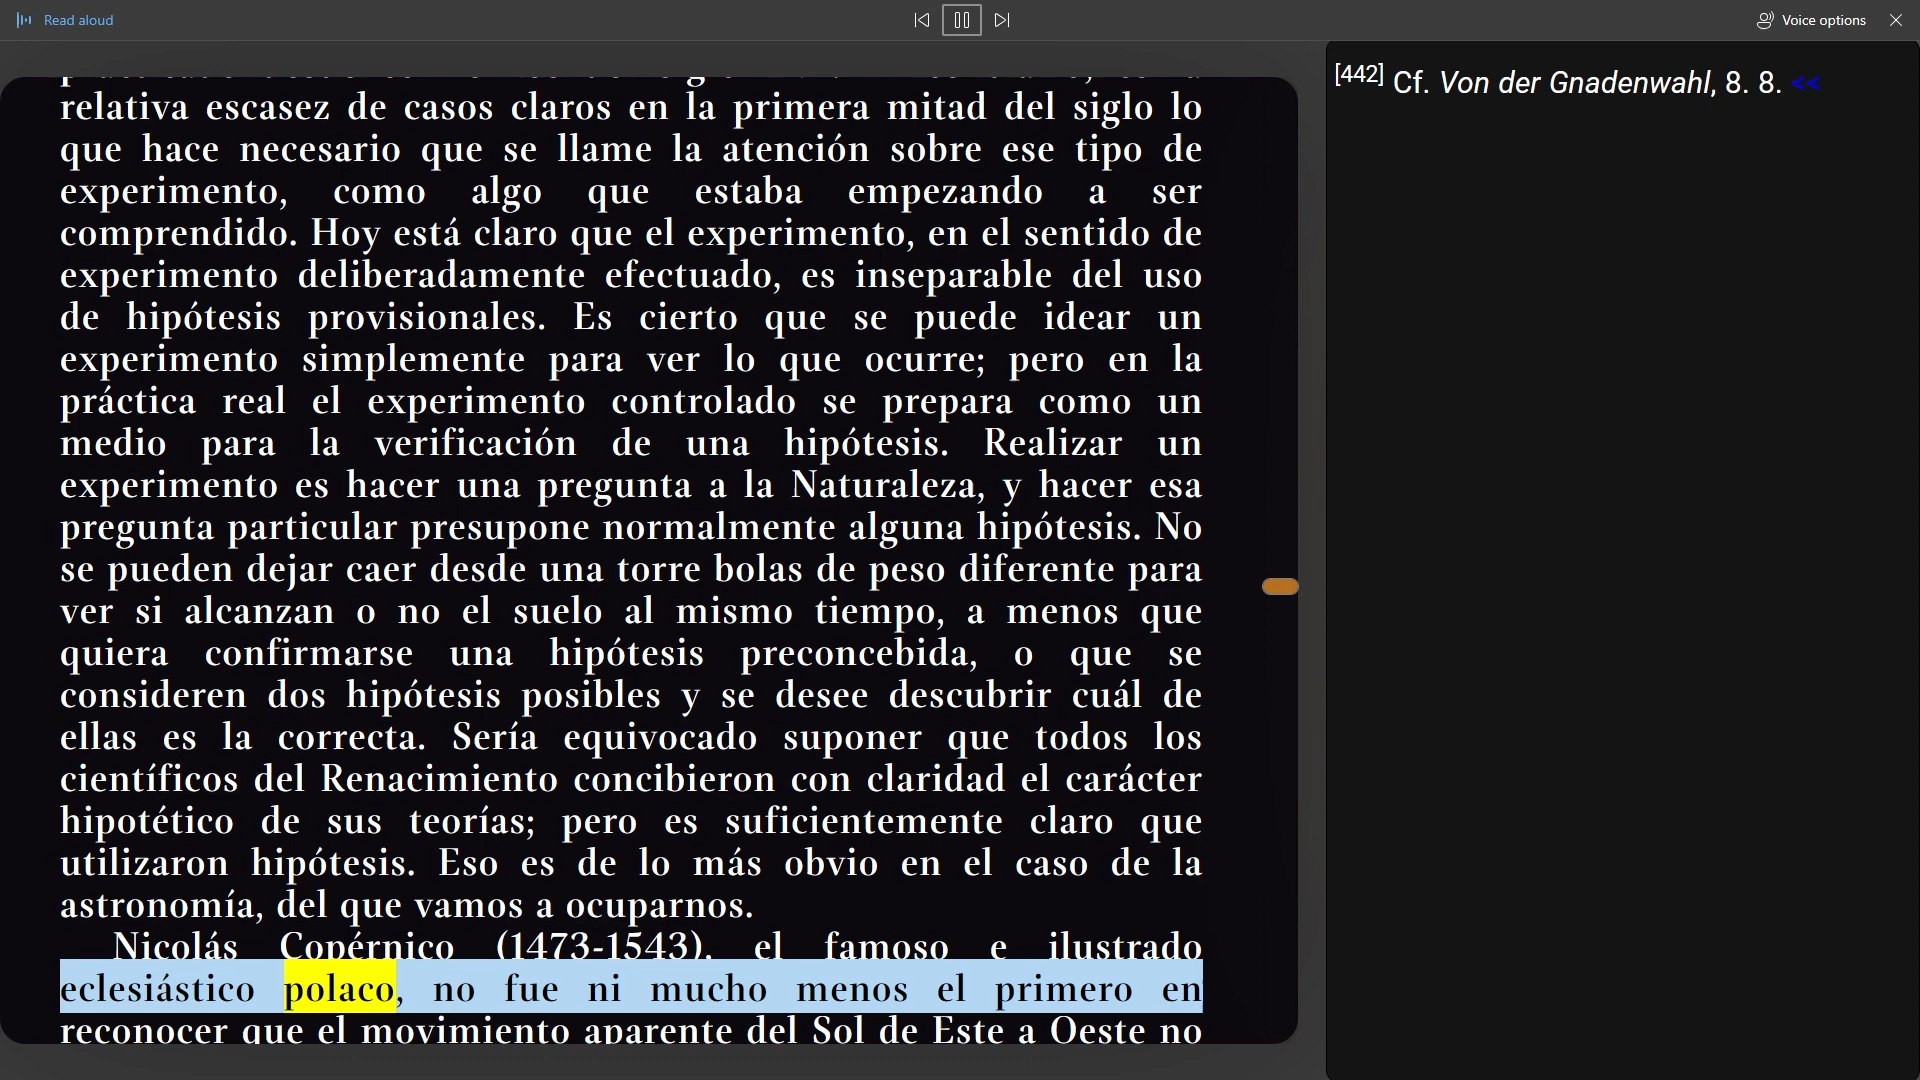 Read aloud
Voice options
relativa escasez de casos claros en la primera mitad del siglo lo
que hace necesario que se llame la atención sobre ese tipo de
experimento, como algo que estaba empezando a ser
comprendido. Hoy está claro que el experimento, en el sentido de
experimento deliberadamente efectuado, es inseparable del uso
de hipótesis provisionales. Es cierto que se puede idear un
experimento simplemente para ver lo que ocurre; pero en la
práctica real el experimento controlado se prepara como un
medio para la verificación de una hipótesis. Realizar un
experimento es hacer una pregunta a la Naturaleza, y hacer esa
pregunta particular presupone normalmente alguna hipótesis. No
se pueden dejar caer desde una torre bolas de peso diferente para
ver si alcanzan o no el suelo al mismo tiempo, a menos que
quiera confirmarse una hipótesis preconcebida, o que se
consideren dos hipótesis posibles y se desee descubrir cuál de
ellas es la correcta. Sería equivocado suponer que todos los
científicos del Renacimiento concibieron con claridad el carácter
hipotético de sus teorías; pero es suficientemente claro que
utilizaron hipótesis. Eso es de lo más obvio en el caso de la
astronomía, del que vamos a ocuparnos.
Nicolás Copérnico (1473-1543), el famoso e ilustrado
eclesiástico polaco, no fue ni mucho menos el primero en
reconocer que el movimiento aparente del Sol de Este a Oeste no
[442] Cf. Von der Gnadenwahl, 8. 8. <<